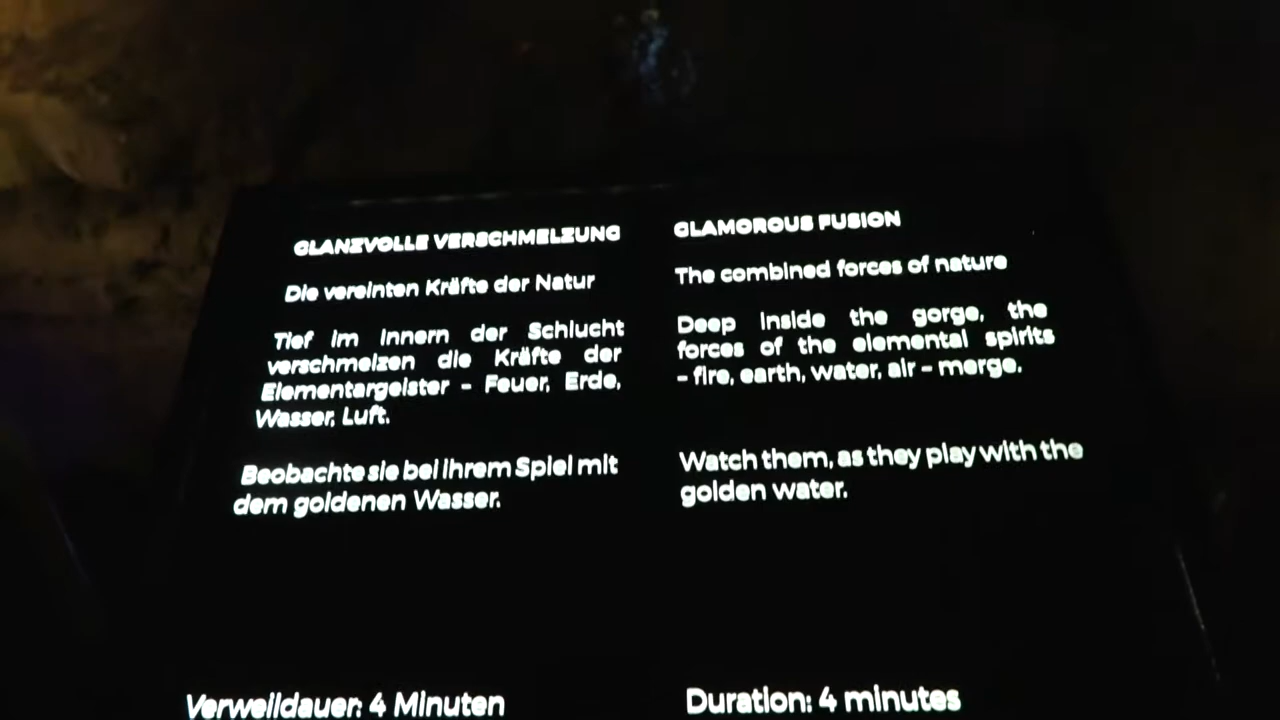 GLANZVOLLE VERSCHMELZUNG
Die vereinten Kräfte der Natur
Tief im Innern der Schlucht
verschmelzen die Kräfte der
Elementargeister – Feuer, Erde,
Wasser, Luft.
Beobachte sie bei ihrem Spiel mit
dem goldenen Wasser.
Verweildauer: 4 Minuten
GLAMOROUS FUSION
The combined forces of nature
Deep inside the gorge, the
forces of the elemental spirits
– fire, earth, water, air – merge.
Watch them, as they play with the
golden water.
Duration: 4 minutes